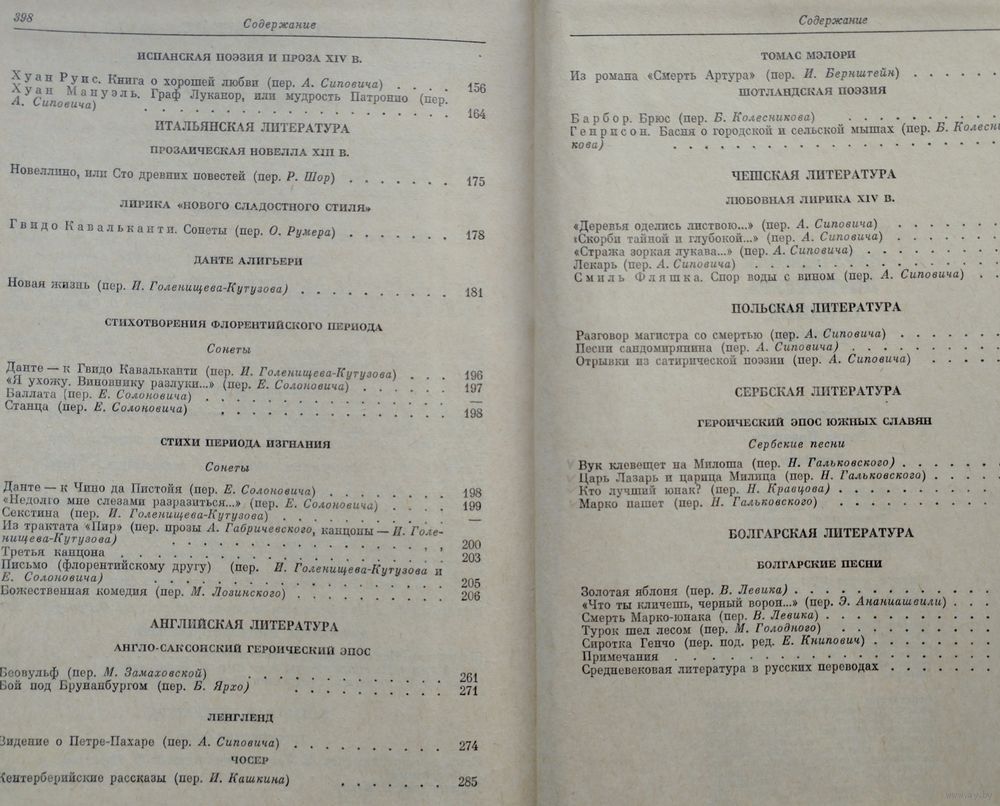 398
Содержание
ИСПАНСКАЯ ПОЭЗИЯ И ПРОЗА XIV В.
Хуан Руис. Книга о хорошей любви (пер. А. Сиповича) . . . . 156
Хуан Мануэль. Граф Луканор, или мудрость Патронио (пер.
А. Сиповича) . . . . . . . . . . . . . . . . . . 164
ИТАЛЬЯНСКАЯ ЛИТЕРАТУРА
ПРОЗАИЧЕСКАЯ НОВЕЛЛА XIII В.
Новеллино, или Сто древних повестей (пер. Р. Шор) . . . . . . . 175
ЛИРИКА «НОВОГО СЛАДОСТНОГО СТИЛЯ»
Гвидо Кавальканти. Сонеты (пер. О. Румера) . . . . . . . 178
ДАНТЕ АЛИГЬЕРИ
Новая жизнь (пер. И. Голенищева-Кутузова) . . . . . . . . . . 181
СТИХОТВОРЕНИЯ ФЛОРЕНТИЙСКОГО ПЕРИОДА
Сонеты
Данте — к Гвидо Кавальканти (пер. И. Голенищева-Кутузова) . . . 196
«Я ухожу. Виновнику разлуки...» (пер. Е. Солоновича) . . . . . . 197
Баллата (пер. Е. Солоновича) . . . . . . . . . . . . . . . —
Станца (пер. Е. Солоновича) . . . . . . . . . . . . . . 198
СТИХИ ПЕРИОДА ИЗГНАНИЯ
Сонеты
Данте — к Чино да Пистойя (пер. Е. Солоновича) . . . . . . . . 198
«Недолго мне слезами разразиться...» (пер. Е. Солоновича) . . . . 199
Секстина (пер. И. Голенищева-Кутузова) . . . . . . . . . . . —
Из трактата «Пир» (пер. прозы А. Габричевского, канцоны — И. Голе-
нищева-Кутузова) . . . . . . . . . . . . . . . . 200
Третья канцона . . . . . . . . . . . . . . . . . . 203
Письмо (флорентийскому другу) (пер. И. Голенищева-Кутузова и
Е. Солоновича) . . . . . . . . . . . . . . . . . 205
Божественная комедия (пер. М. Лозинского) . . . . . . . . . . 206
АНГЛИЙСКАЯ ЛИТЕРАТУРА
АНГЛО-САКСОНСКИЙ ГЕРОИЧЕСКИЙ ЭПОС
Беовульф (пер. М. Замаховской) . . . . . . . . . . . . 261
Бой под Брунанбургом (пер. Б. Ярхо) . . . . . . . . . . 271
ЛЕНГЛЕНД
Видение о Петре-Пахаре (пер. А. Сиповича) . . . . . . . . . . 274
ЧОСЕР
Кентерберийские рассказы (пер. И. Кашкина) . . . . . . . 285
Содержание
ТОМАС МЭЛОРИ
Из романа «Смерть Артура» (пер. И. Бернштейн) . . . . . .
ШОТЛАНДСКАЯ ПОЭЗИЯ
Барбор. Брюс (пер. Б. Колесникова) . . . . . . . . . .
Генрисон. Басня о городской и сельской мышах (пер. Б. Колесни
кова) . . . . . . . . . . . . . . . . . . . .
ЧЕШСКАЯ ЛИТЕРАТУРА
ЛЮБОВНАЯ ЛИРИКА XIV В.
«Деревья оделись листвою...» (пер. А. Сиповича) . . . . . . .
«Скорби тайной и глубокой...» (пер. А. Сиповича) . . . . . . .
«Стража зоркая лукава...» (пер. А. Сиповича) . . . . . . . . .
Лекарь (пер. А. Сиповича) . . . . . . . . . . . . . . .
Смиль Фляшка. Спор воды с вином (пер. А. Сиповича) . .
ПОЛЬСКАЯ ЛИТЕРАТУРА
Разговор магистра со смертью (пер. А. Сиповича) . . . . . . .
Песни сандомирянина (пер. А. Сиповича) . . . . . . . . . .
Отрывки из сатирической поэзии (пер. А. Сиповича) . . . . .
СЕРБСКАЯ ЛИТЕРАТУРА
ГЕРОИЧЕСКИЙ ЭПОС ЮЖНЫХ СЛАВЯН
Сербские песни
Вук клевещет на Милоша (пер. Н. Гальковского) . . . . . . .
Царь Лазарь и царица Милица (пер. Н. Гальковского) . . . . .
Кто лучший юнак? (пер. Н. Кравцова) . . . . . . . . . . .
Марко пашет (пер. Н. Гальковского) . . . . . . . . . . . .
БОЛГАРСКАЯ ЛИТЕРАТУРА
БОЛГАРСКИЕ ПЕСНИ
Золотая яблоня (пер. В. Левика) . . . . . . . . . . . . .
«Что ты кличешь, черный ворон...» (пер. Э. Ананиашвили) . . .
Смерть Марко-юнака (пер. В. Левика) . . . . . . . . . . .
Турок шел лесом (пер. М. Голодного) . . . . . . . . . . .
Сиротка Генчо (пер. под. ред. Е. Книпович) . . . . . . . .
Примечания . . . . . . . . . . . . . . . . . . . .
Средневековая литература в русских переводах . . . . . . .
www.ay.by